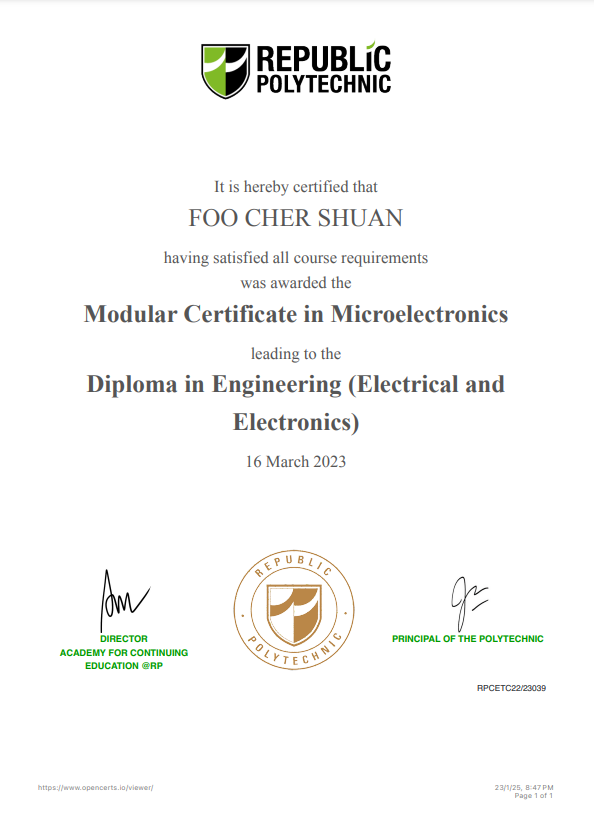 REPUBLIC
POLYTECHNIC
It is hereby certified that
FOO CHER SHUAN
having satisfied all course requirements
was awarded the
Modular Certificate in Microelectronics
leading to the
Diploma in Engineering (Electrical and
Electronics)
16 March 2023
REPUBLIC
POLYTECHNIC
DIRECTOR
ACADEMY FOR CONTINUING
EDUCATION @RP
PRINCIPAL OF THE POLYTECHNIC
RPCETC22/23039
https://www.opencerts.io/viewer/
23/1/25, 8:47 PM
Page 1 of 1